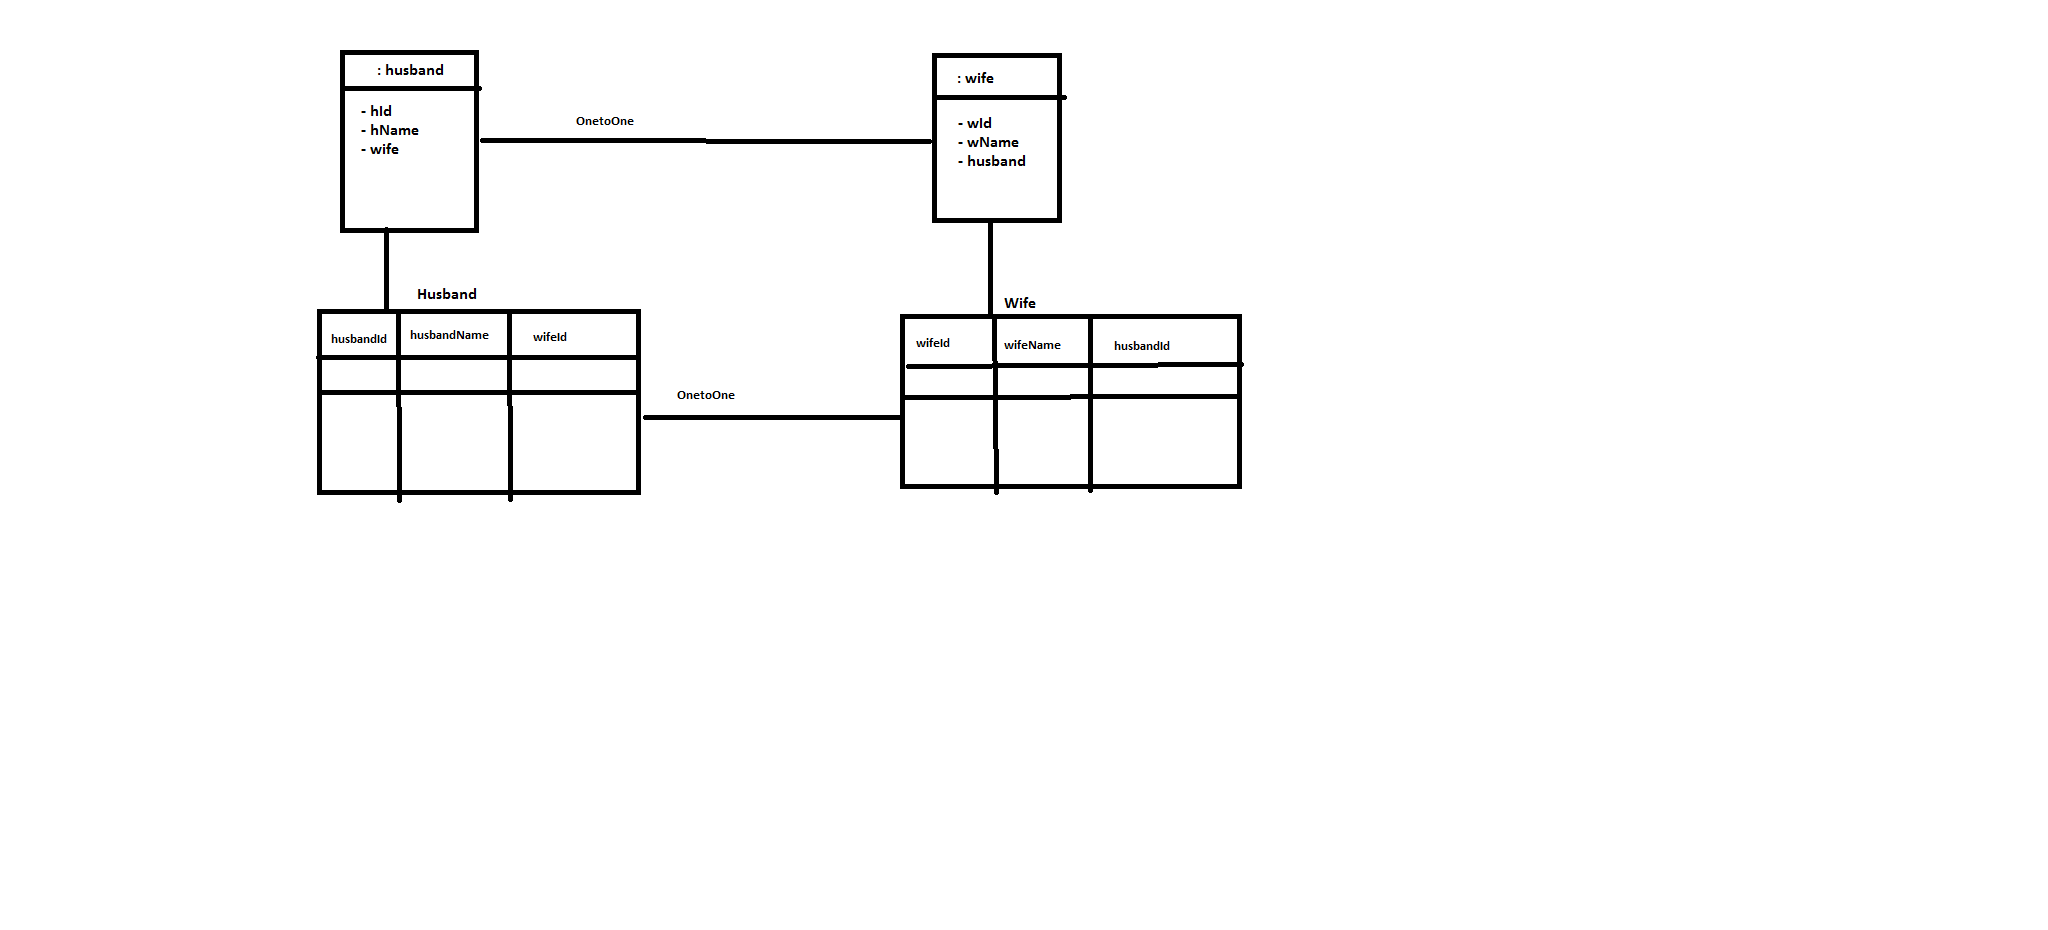 : husband
- hId
- hName
- wife
OnetoOne
: wife
- wId
- wName
- husband
Husband
husbandId husbandName wifeId
OnetoOne
Wife
wifeId wifeName husbandId